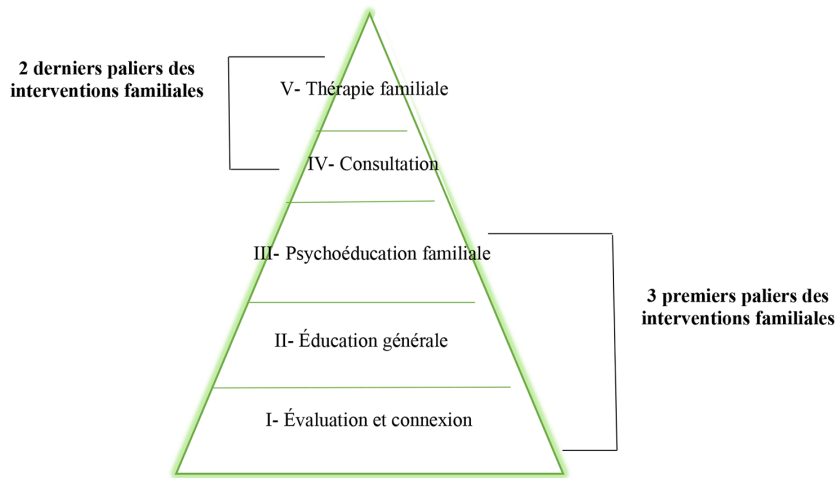 2 derniers paliers des
interventions familiales
V- Thérapie familiale
IV- Consultation
III- Psychoéducation familiale
3 premiers paliers des
interventions familiales
II- Éducation générale
I- Évaluation et connexion